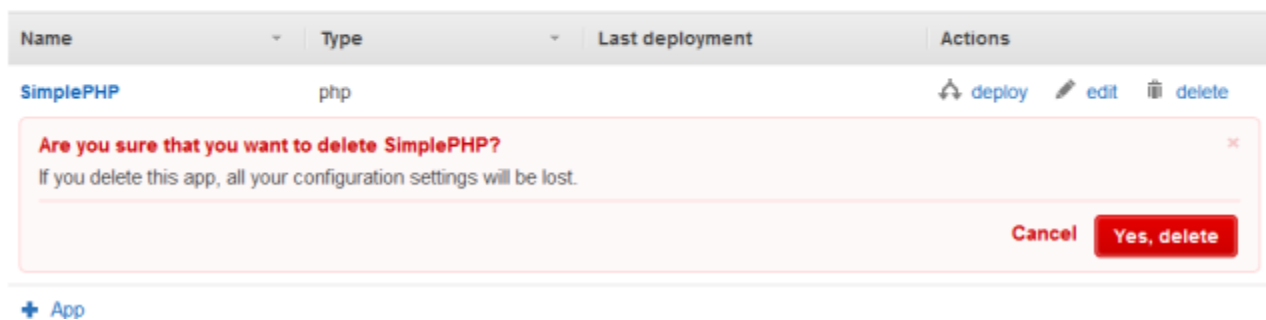 Name Type Last deployment Actions
SimplePHP php deploy edit delete
Are you sure that you want to delete SimplePHP?
If you delete this app, all your configuration settings will be lost.
Cancel Yes, delete
App